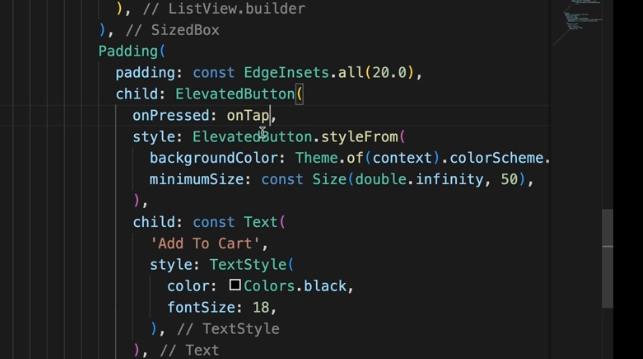 ), // ListView.builder
), // SizedBox
Padding(
padding: const EdgeInsets.all(20.0),
child: ElevatedButton(
onPressed: onTap,
style: ElevatedButton.styleFrom(
backgroundColor: Theme.of(context).colorScheme.
minimumSize: const Size(double.infinity, 50),
),
child: const Text(
'Add To Cart',
style: TextStyle(
color: Colors.black,
fontSize: 18,
), // TextStyle
), // Text